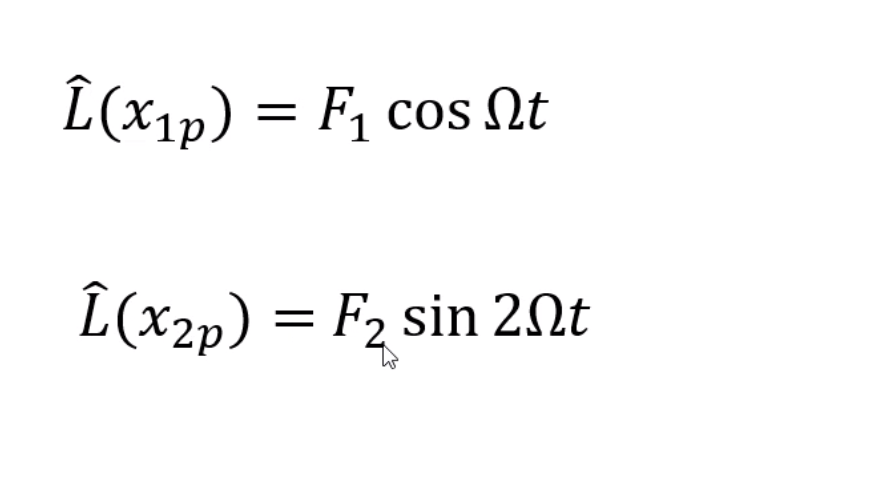 L̂(x₁ₚ) = F₁ cos Ωt
L̂(x₂ₚ) = F₂ sin 2Ωt